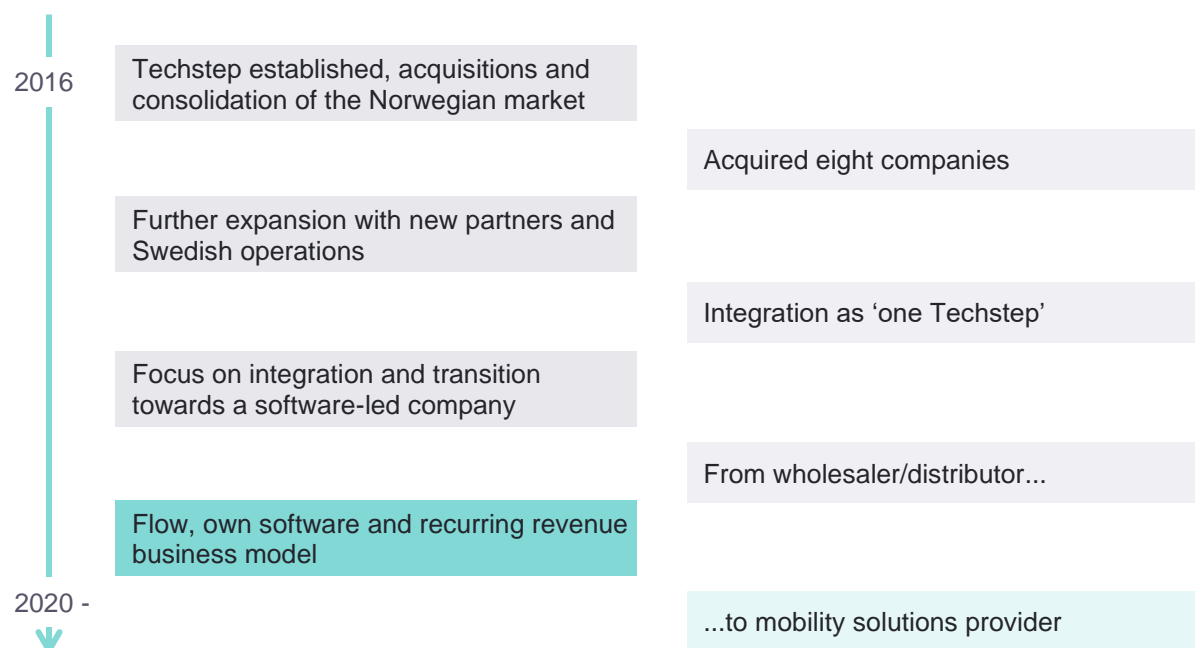 2016
Techstep established, acquisitions and
consolidation of the Norwegian market
Acquired eight companies
Further expansion with new partners and
Swedish operations
Integration as ‘one Techstep’
Focus on integration and transition
towards a software-led company
From wholesaler/distributor...
Flow, own software and recurring revenue
business model
2020 -
...to mobility solutions provider